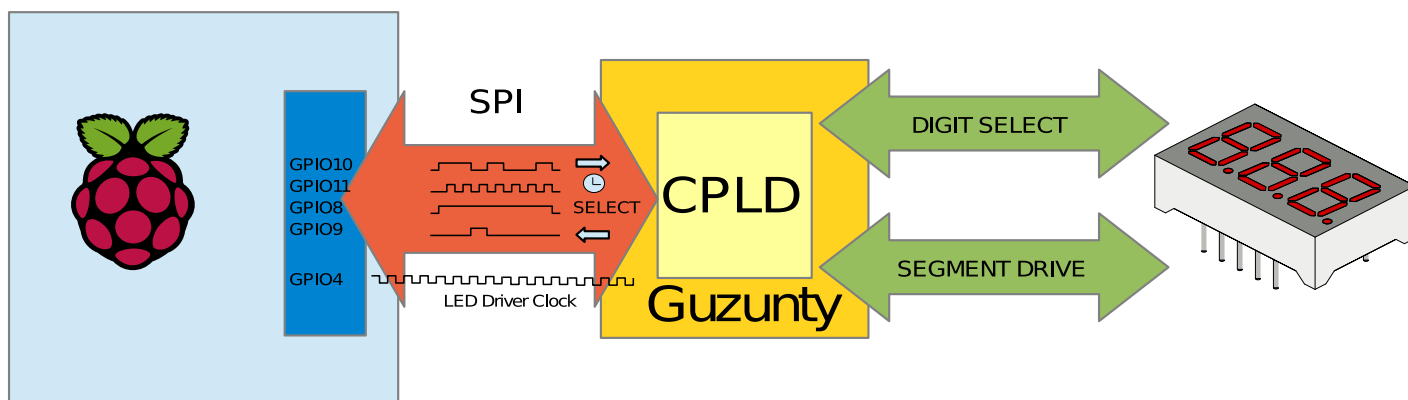 SPI
GPIO10
GPIO11
GPIO8
SELECT
GPIO9
GPIO4
LED Driver Clock
CPLD
Guzunty
DIGIT SELECT
SEGMENT DRIVE